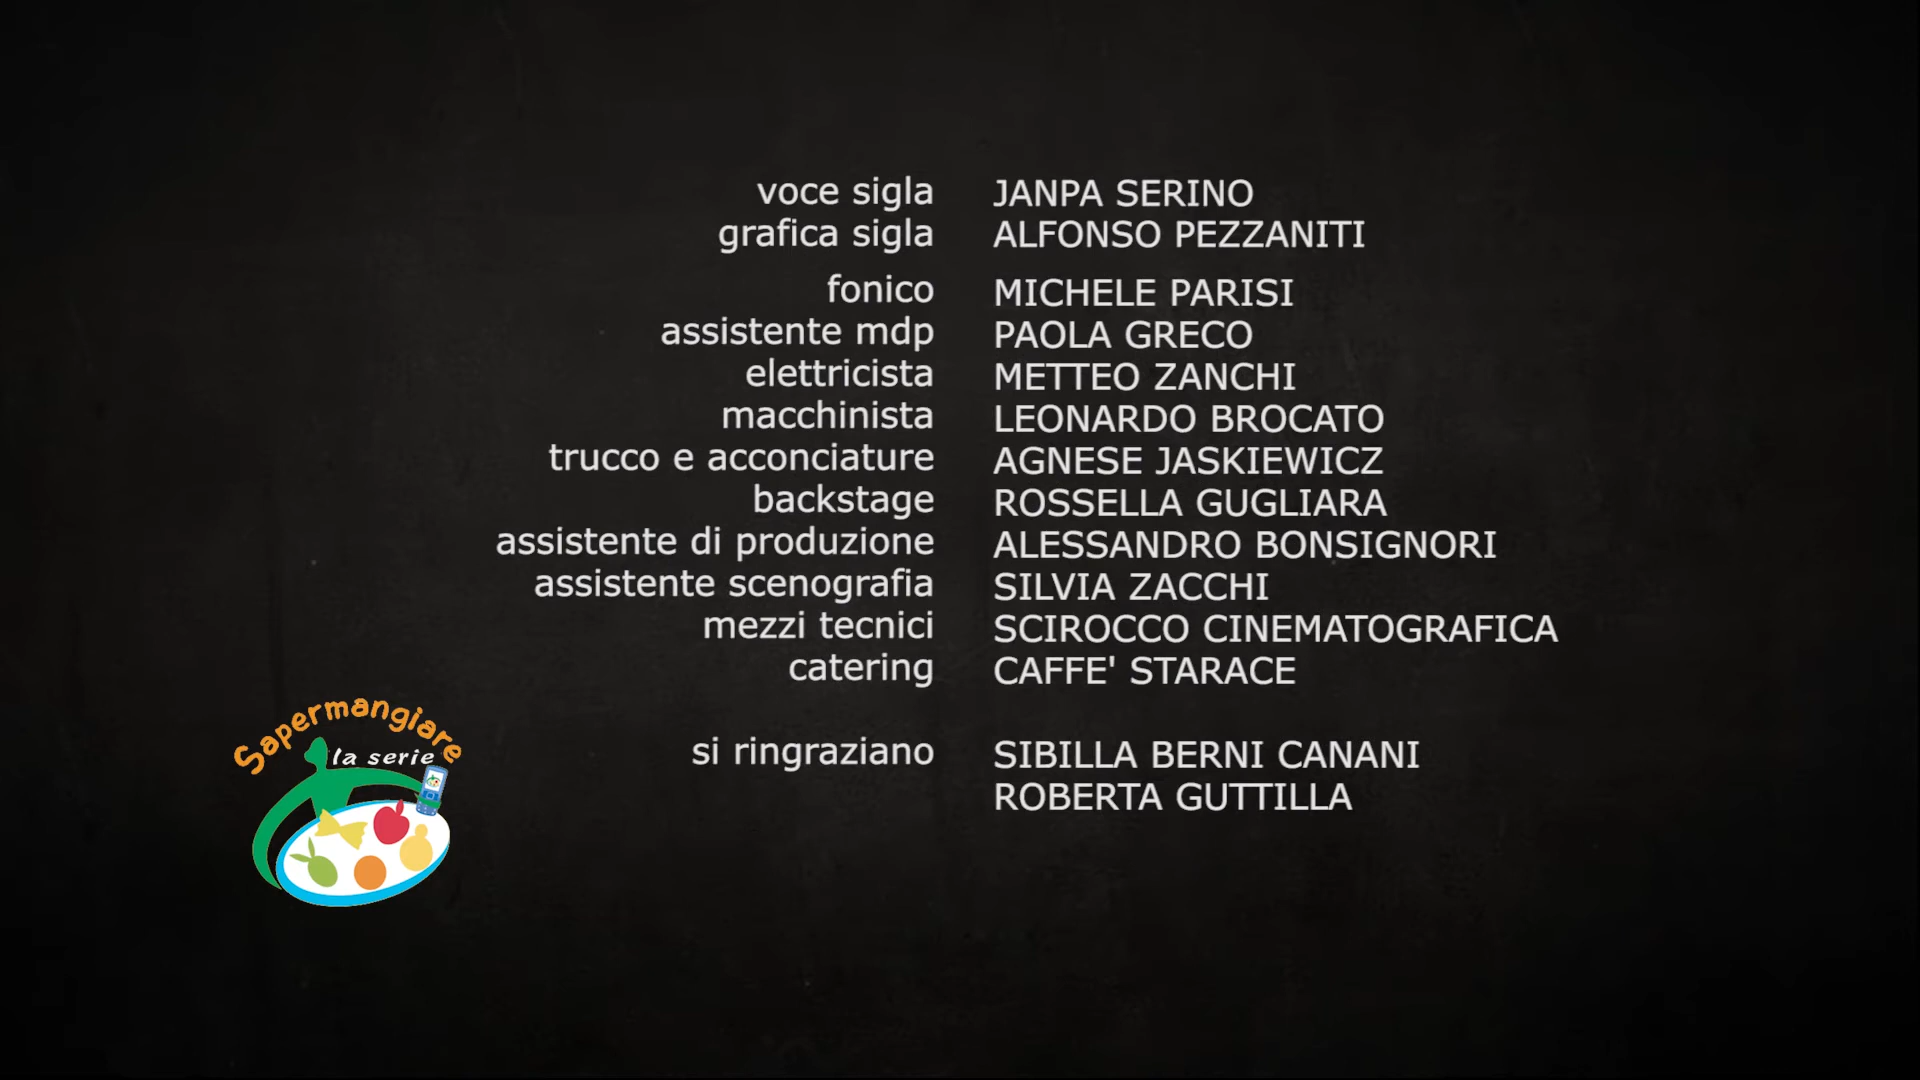 voce sigla JANPA SERINO
grafica sigla ALFONSO PEZZANITI
fonico MICHELE PARISI
assistente mdp PAOLA GRECO
elettricista METTEO ZANCHI
macchinista LEONARDO BROCATO
trucco e acconciature AGNESE JASKIEWICZ
backstage ROSSELLA GUGLIARA
assistente di produzione ALESSANDRO BONSIGNORI
assistente scenografia SILVIA ZACCHI
mezzi tecnici SCIROCCO CINEMATOGRAFICA
catering CAFFE' STARACE
si ringraziano SIBILLA BERNI CANANI
ROBERTA GUTTILLA
Sapermangiare
la serie